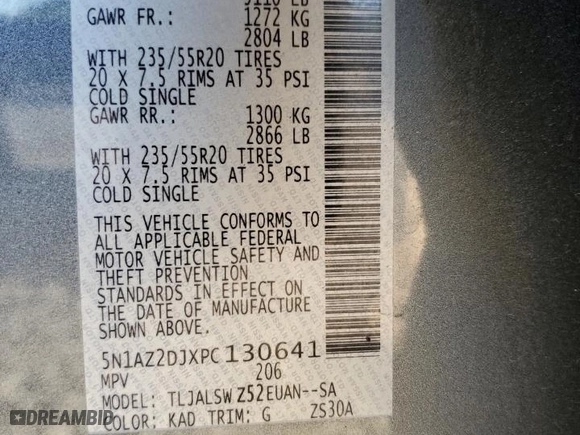 GAWR FR.: 1272 KG
2804 LB
WITH 235/55R20 TIRES
20 X 7.5 RIMS AT 35 PSI
COLD SINGLE
GAWR RR.: 1300 KG
2866 LB
WITH 235/55R20 TIRES
20 X 7.5 RIMS AT 35 PSI
COLD SINGLE
THIS VEHICLE CONFORMS TO
ALL APPLICABLE FEDERAL
MOTOR VEHICLE SAFETY AND
THEFT PREVENTION
STANDARDS IN EFFECT ON
THE DATE OF MANUFACTURE
SHOWN ABOVE.
5N1AZ2DJXPC130641
MPV 206
MODEL: TLJALSWZ52EUAN--SA
COLOR: KAD TRIM: G ZS30A
DREAMBID